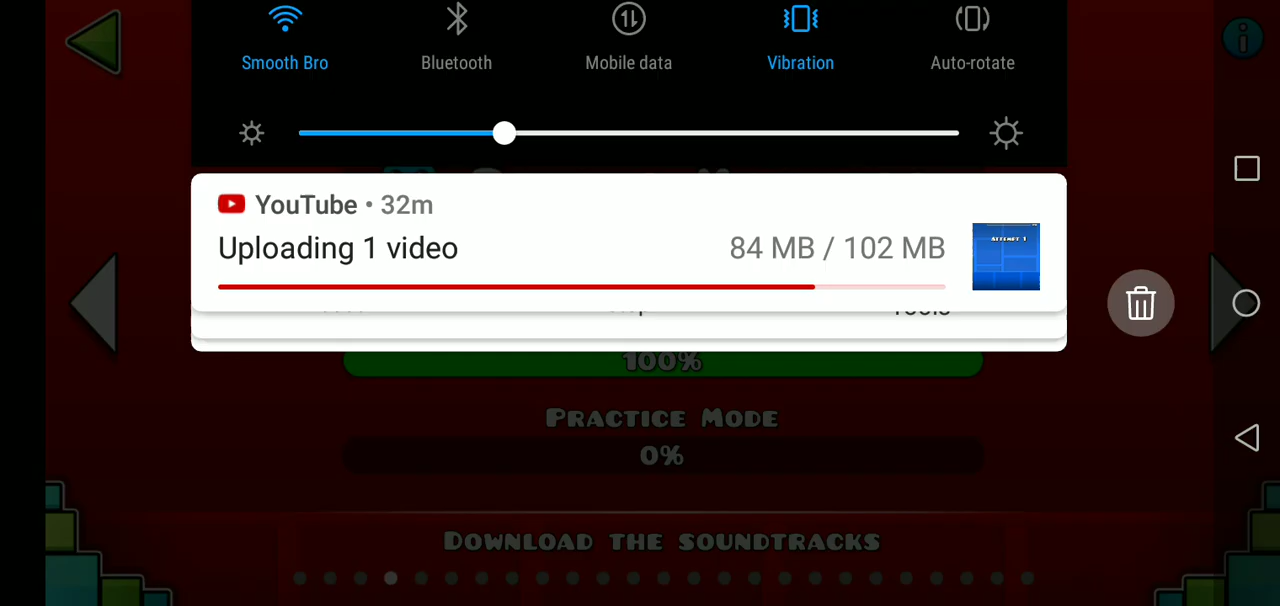 Smooth Bro Bluetooth Mobile data Vibration Auto-rotate
YouTube • 32m
Uploading 1 video 84 MB / 102 MB
ATTEMPT 1
100%
PRACTICE MODE
0%
DOWNLOAD THE SOUNDTRACKS